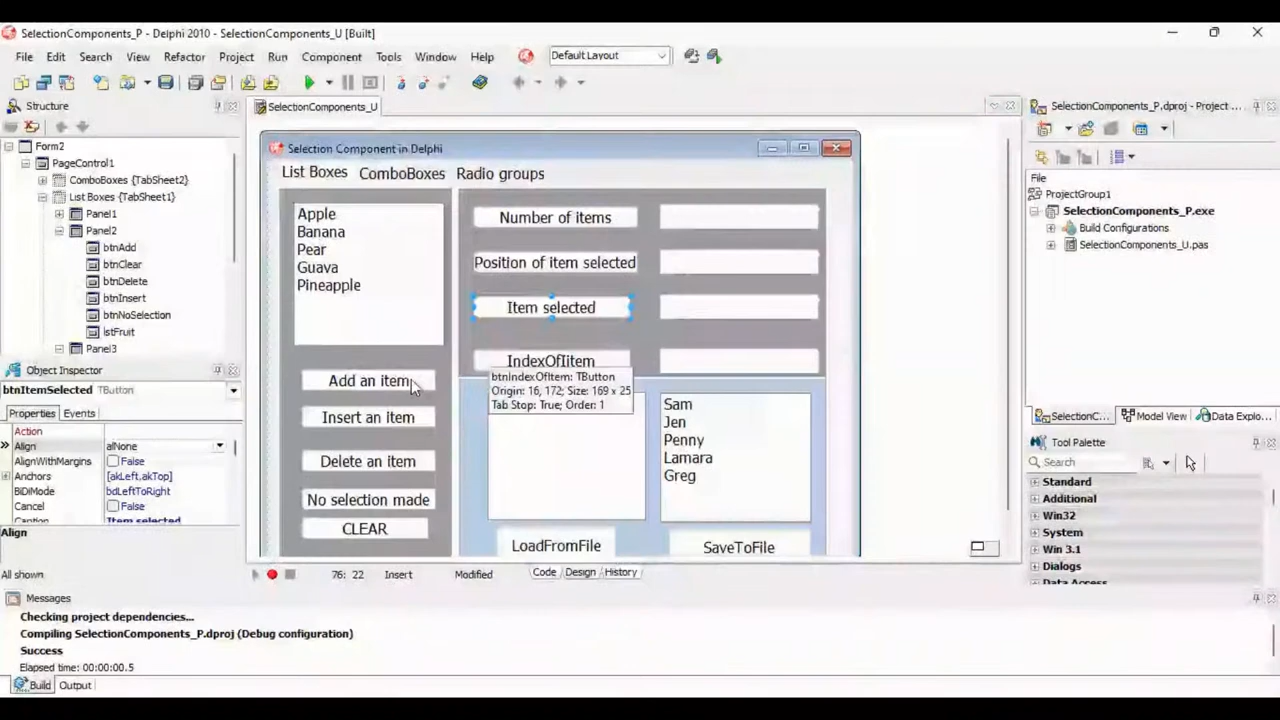 SelectionComponents_P - Delphi 2010 - SelectionComponents_U [Built]
File Edit Search View Refactor Project Run Component Tools Window Help Default Layout
Structure
Form2
PageControl1
ComboBoxes {TabSheet2}
List Boxes {TabSheet1}
Panel1
Panel2
btnAdd
btnClear
btnDelete
btnInsert
btnNoSelection
lstFruit
Panel3
Object Inspector
btnItemSelected TButton
Properties Events
Action
Align alNone
AlignWithMargins False
Anchors [akLeft,akTop]
BiDiMode bdLeftToRight
Cancel False
Caption Item selected
Align
All shown
SelectionComponents_U
Selection Component in Delphi
List Boxes ComboBoxes Radio groups
Apple
Banana
Pear
Guava
Pineapple
Add an item
Insert an item
Delete an item
No selection made
CLEAR
Number of items
Position of item selected
Item selected
IndexOfIitem
btnIndexOfItem: TButton
Origin: 16, 172; Size: 169 x 25
Tab Stop: True; Order: 1
Sam
Jen
Penny
Lamara
Greg
LoadFromFile
SaveToFile
76: 22 Insert Modified Code Design History
SelectionComponents_P.dproj - Project ...
File
ProjectGroup1
SelectionComponents_P.exe
Build Configurations
SelectionComponents_U.pas
SelectionC... Model View Data Explo...
Tool Palette
Search
Standard
Additional
Win32
System
Win 3.1
Dialogs
Data Access
Messages
Checking project dependencies...
Compiling SelectionComponents_P.dproj (Debug configuration)
Success
Elapsed time: 00:00:00.5
Build Output